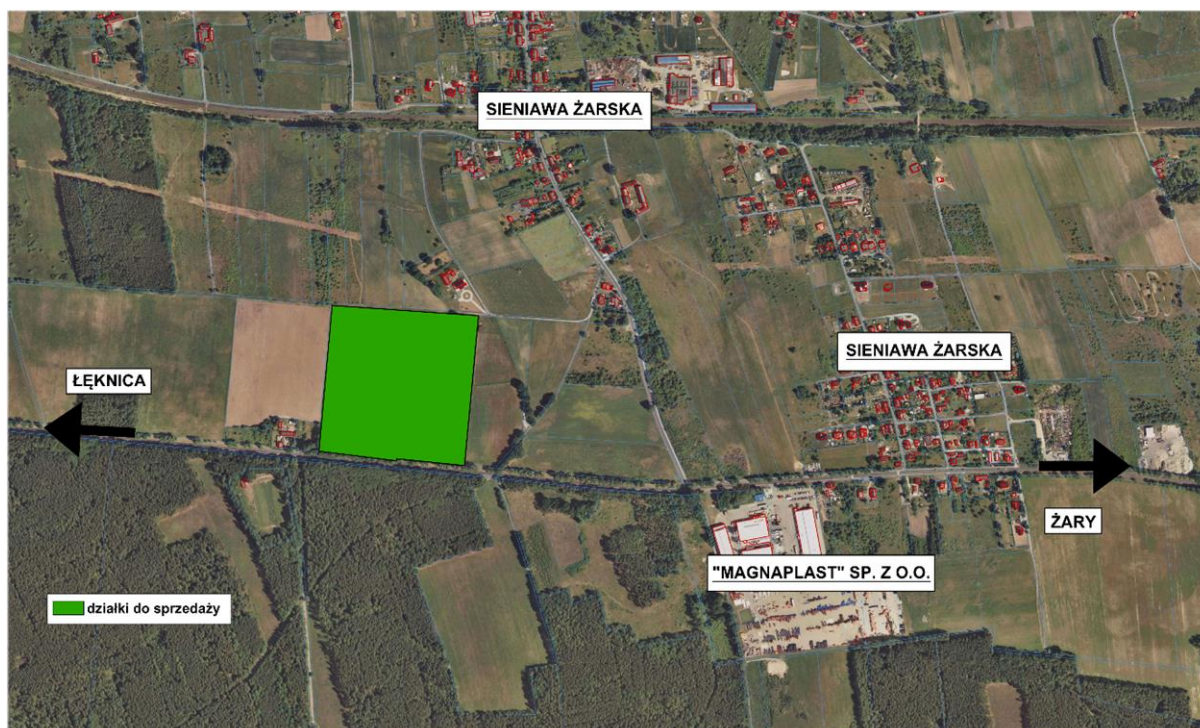 SIENIAWA ŻARSKA
SIENIAWA ŻARSKA
ŁĘKNICA
ŻARY
"MAGNAPLAST" SP. Z O.O.
działki do sprzedaży